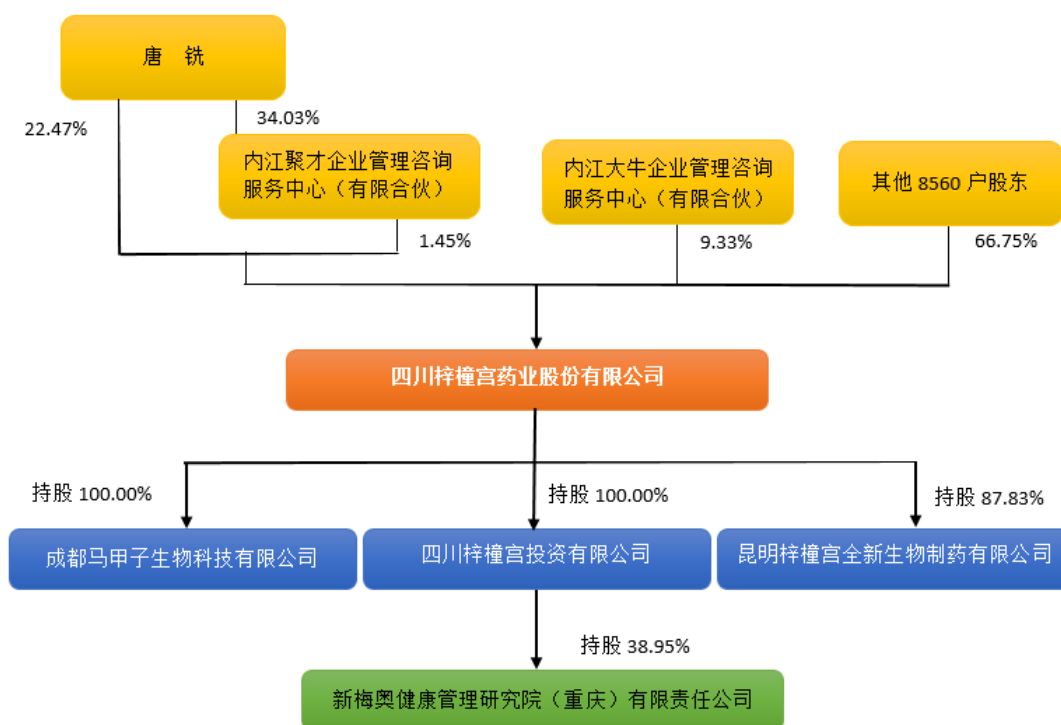 唐 铣
22.47%
34.03%
内江聚才企业管理咨询
服务中心（有限合伙）
内江大牛企业管理咨询
服务中心（有限合伙）
其他 8560 户股东
1.45%
9.33%
66.75%
四川梓橦宫药业股份有限公司
持股 100.00%
持股 100.00%
持股 87.83%
成都马甲子生物科技有限公司
四川梓橦宫投资有限公司
昆明梓橦宫全新生物制药有限公司
持股 38.95%
新梅奥健康管理研究院（重庆）有限责任公司